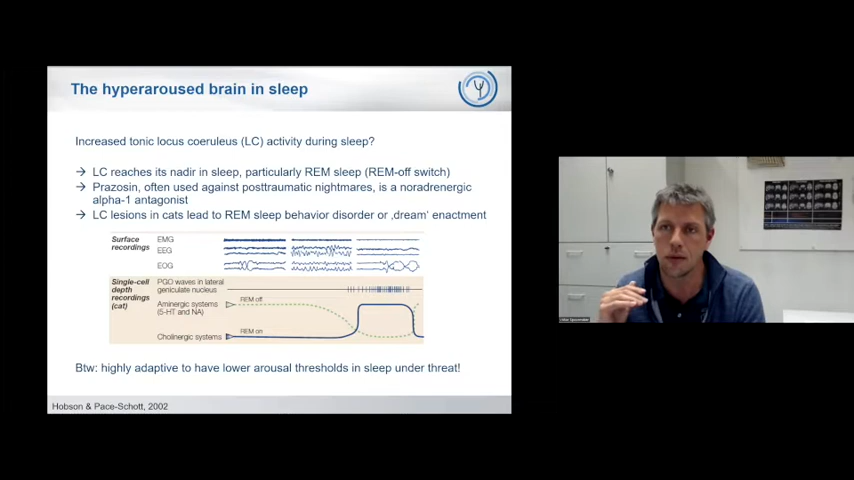 The hyperaroused brain in sleep
Increased tonic locus coeruleus (LC) activity during sleep?
→ LC reaches its nadir in sleep, particularly REM sleep (REM-off switch)
→ Prazosin, often used against posttraumatic nightmares, is a noradrenergic
alpha-1 antagonist
→ LC lesions in cats lead to REM sleep behavior disorder or ‚dream‘ enactment
Surface
recordings
EMG
EEG
EOG
Single-cell
depth
recordings
(cat)
PGO waves in lateral
geniculate nucleus
Aminergic systems
(5-HT and NA)
REM off
Cholinergic systems
REM on
Btw: highly adaptive to have lower arousal thresholds in sleep under threat!
Hobson & Pace-Schott, 2002